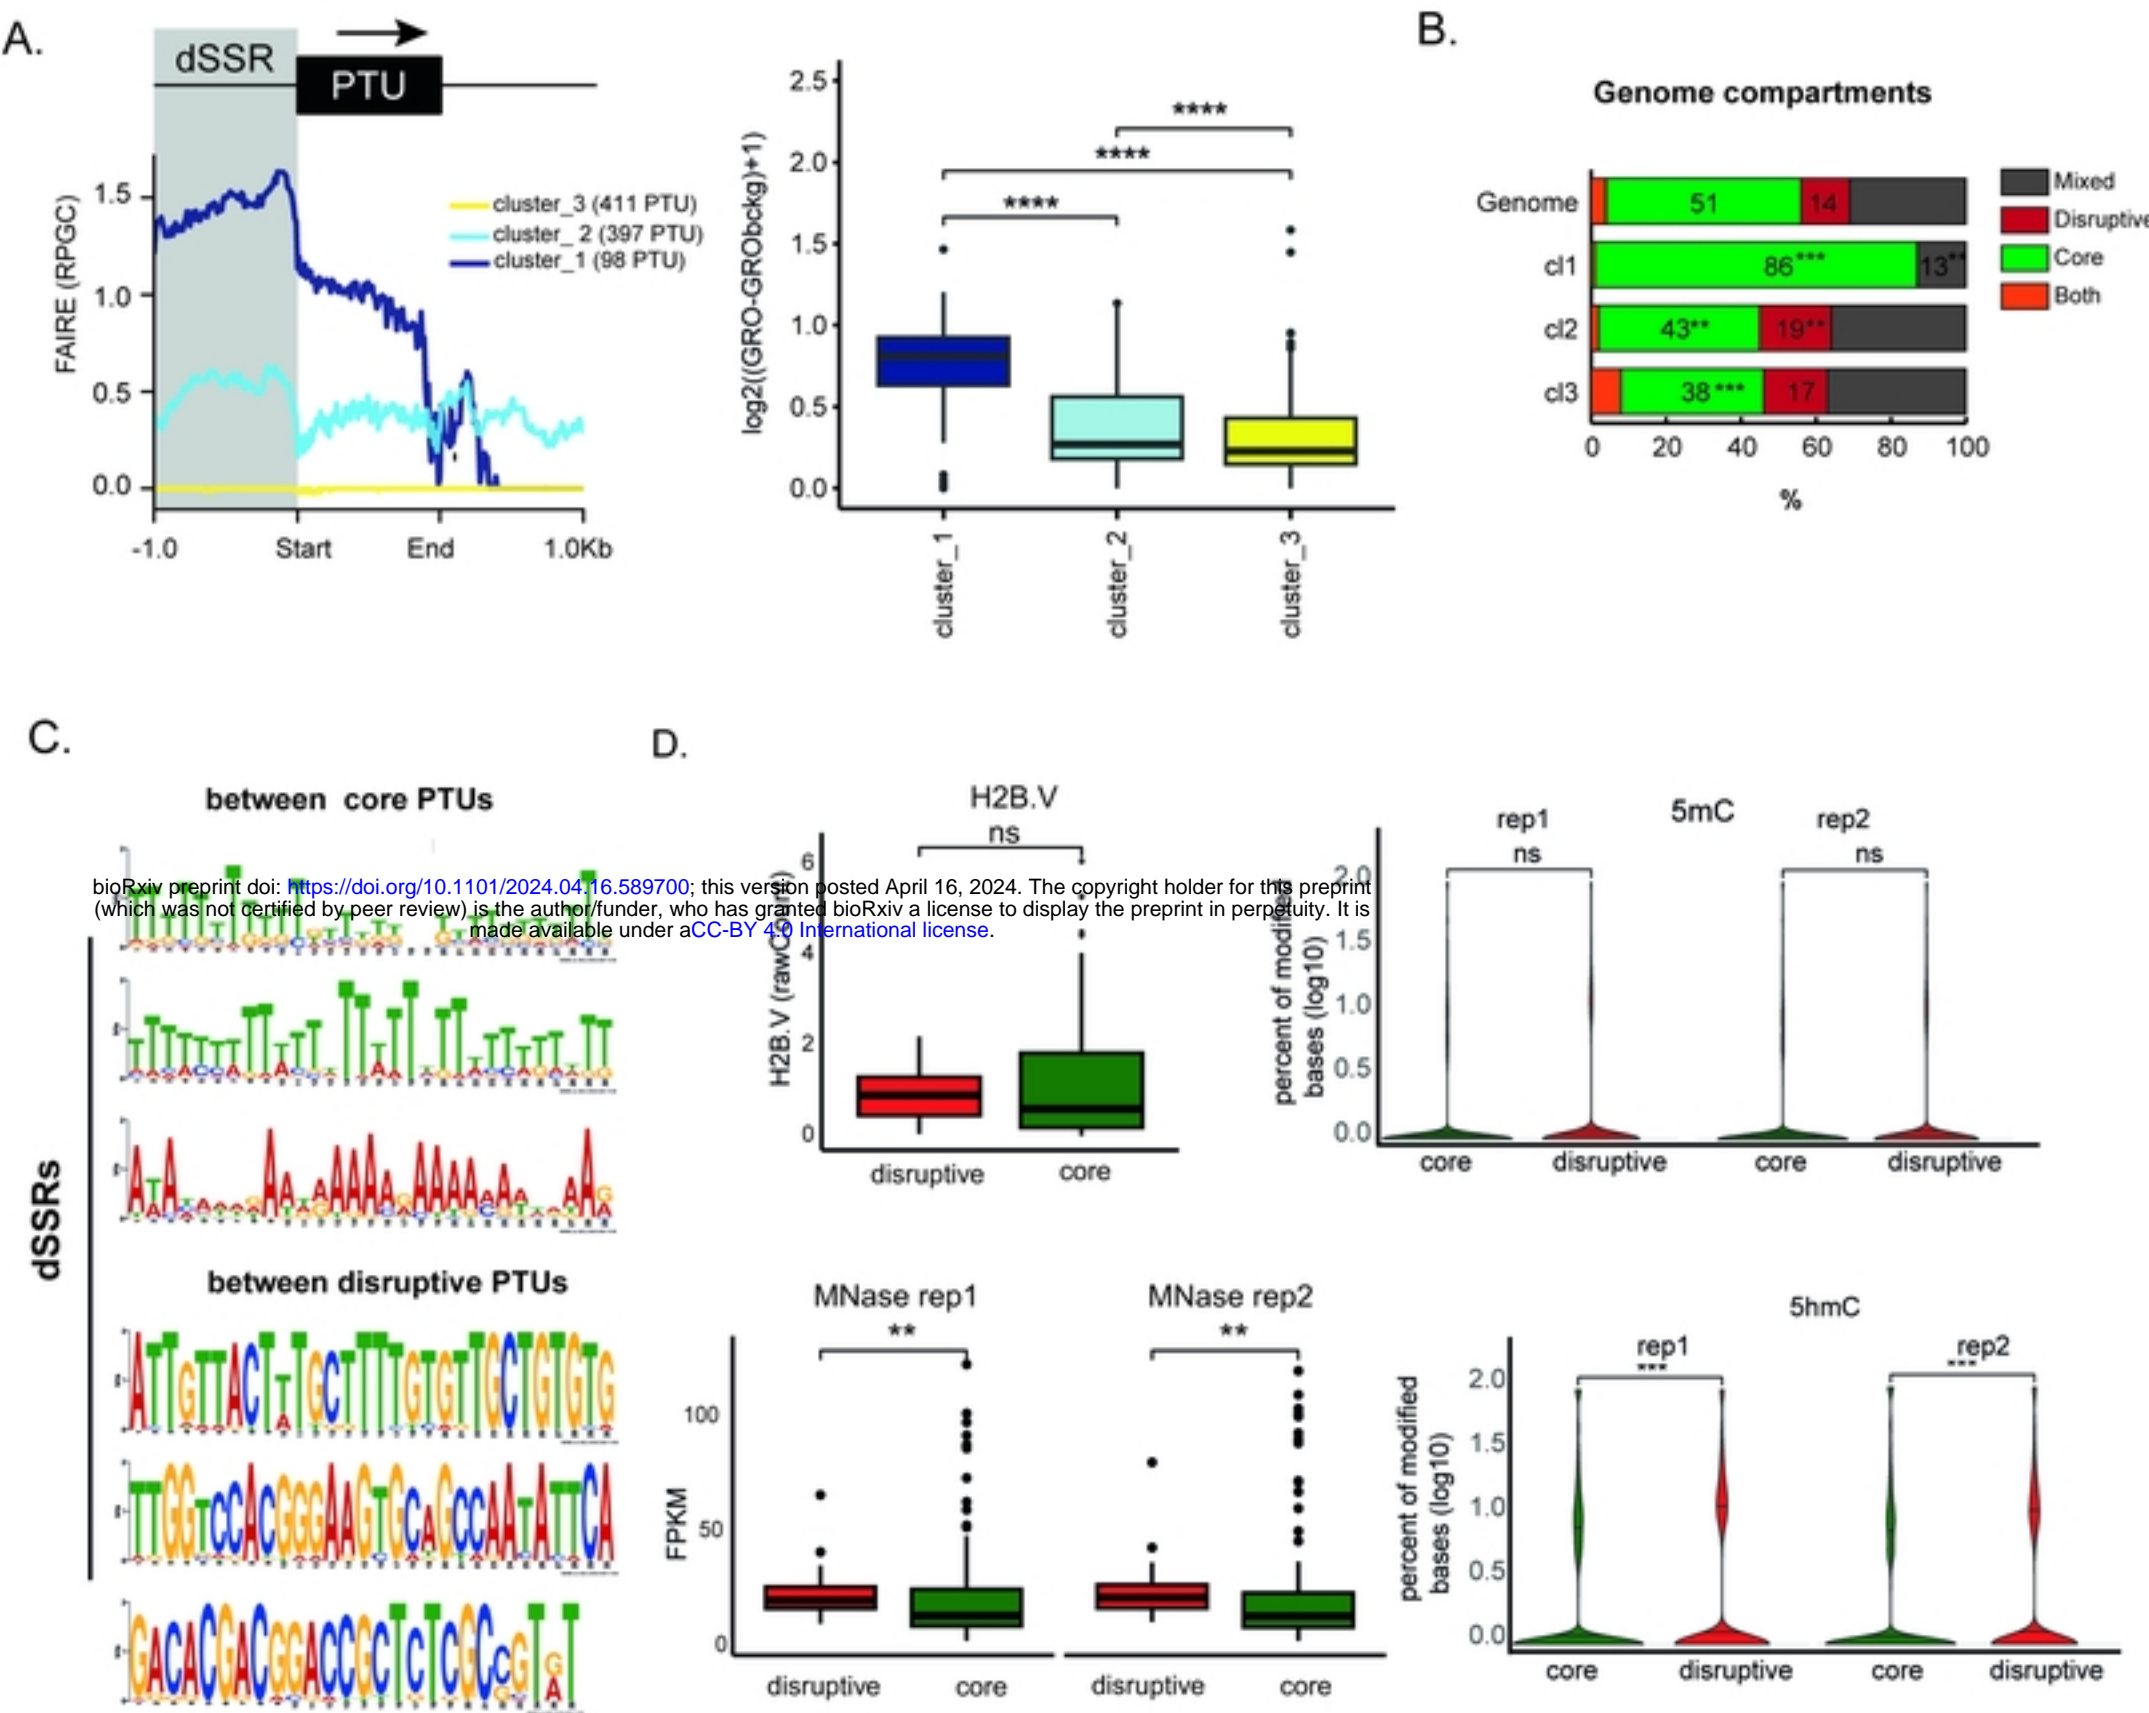 A.
dSSR
PTU
FAIRE (RPGC)
1.5
1.0
0.5
0.0
-1.0
Start
End
1.0Kb
cluster_3 (411 PTU)
cluster_ 2 (397 PTU)
cluster_1 (98 PTU)
log2((GRO-GRObckg)+1)
2.5
2.0
1.5
1.0
0.5
0.0
****
****
****
cluster_1
cluster_2
cluster_3
B.
Genome compartments
Genome
51
14
cl1
86***
13**
cl2
43**
19**
cl3
38***
17
0
20
40
60
80
100
%
Mixed
Disruptive
Core
Both
C.
between core PTUs
bioRxiv preprint doi: https://doi.org/10.1101/2024.04.16.589700; this version posted April 16, 2024. The copyright holder for this preprint
(which was not certified by peer review) is the author/funder, who has granted bioRxiv a license to display the preprint in perpetuity. It is
made available under aCC-BY 4.0 International license.
dSSRs
between disruptive PTUs
D.
H2B.V
ns
H2B.V (rawCount)
6
4
2
0
disruptive
core
5mC
rep1
rep2
ns
ns
percent of modified
bases (log10)
2.0
1.5
1.0
0.5
0.0
core
disruptive
core
disruptive
MNase rep1
MNase rep2
**
**
FPKM
100
50
0
disruptive
core
disruptive
core
5hmC
rep1
rep2
***
***
percent of modified
bases (log10)
2.0
1.5
1.0
0.5
0.0
core
disruptive
core
disruptive